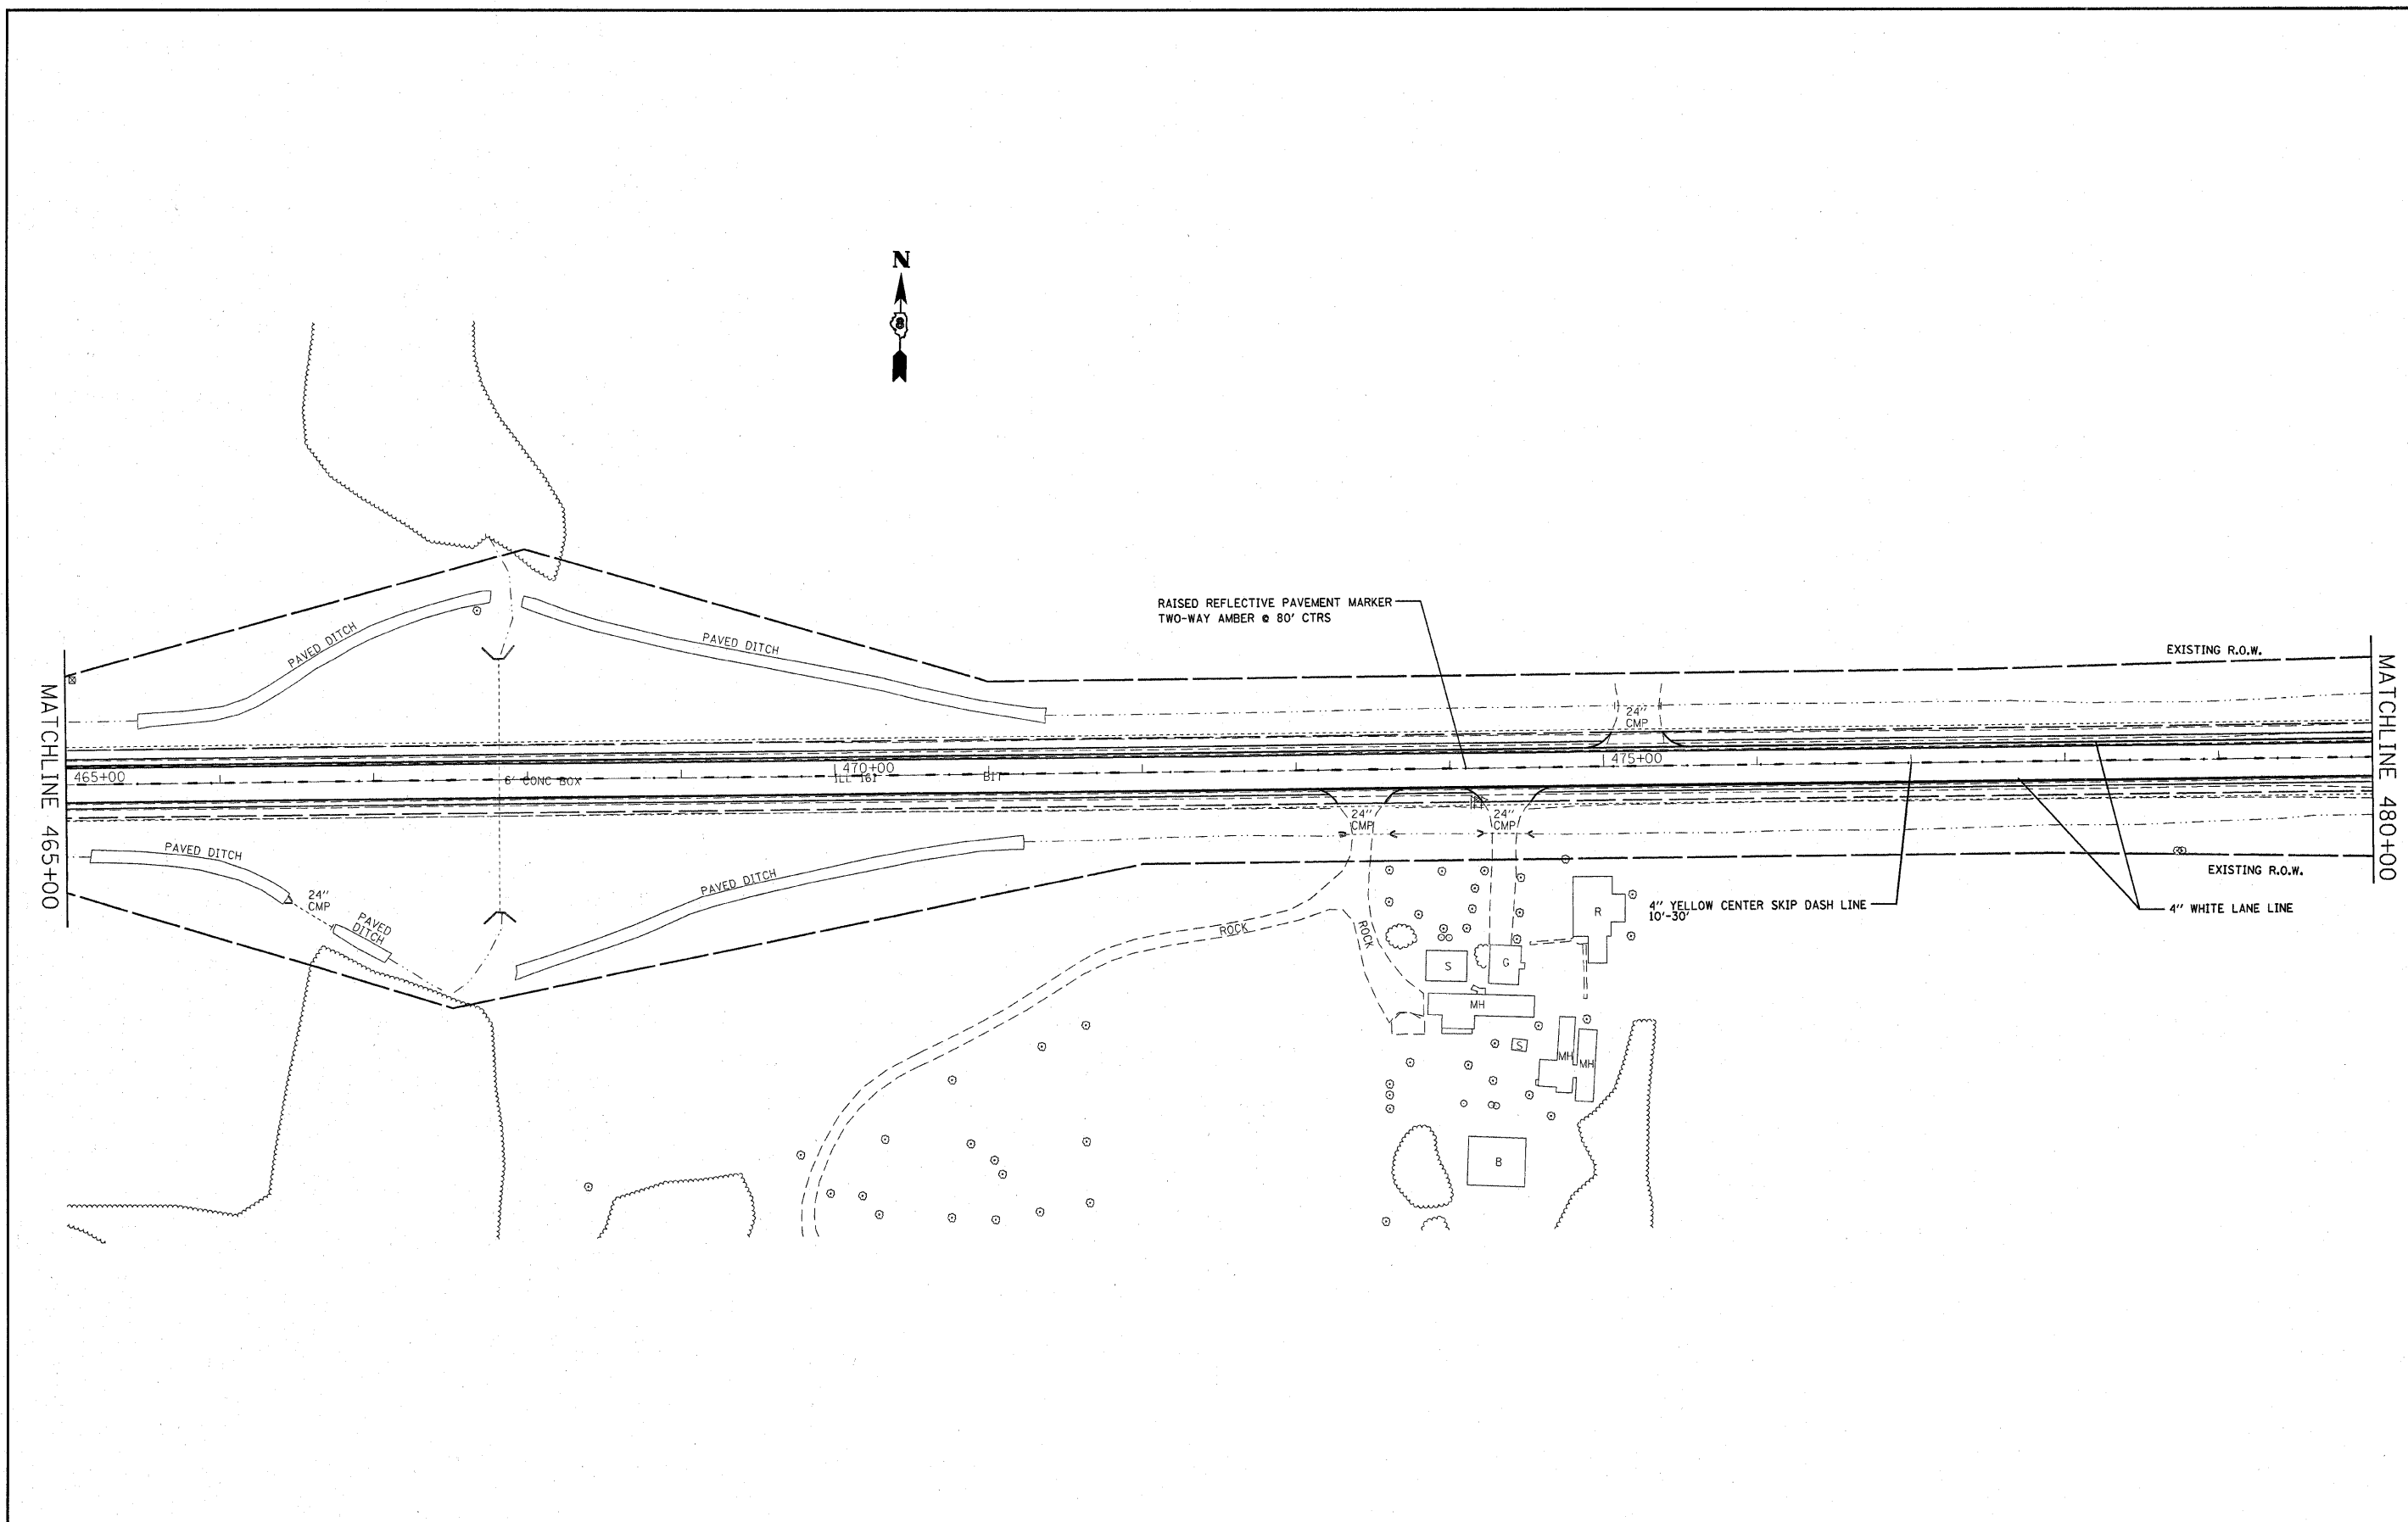 N
8
RAISED REFLECTIVE PAVEMENT MARKER
TWO-WAY AMBER @ 80' CTRS
PAVED DITCH
PAVED DITCH
EXISTING R.O.W.
MATCHLINE 465+00
MATCHLINE 480+00
24"
CMP
465+00
470+00
475+00
6' CONC BOX
ILL 161
BIT
24"
CMP
24"
CMP
PAVED DITCH
PAVED DITCH
EXISTING R.O.W.
24"
CMP
PAVED
DITCH
4" YELLOW CENTER SKIP DASH LINE
10'-30'
4" WHITE LANE LINE
R
ROCK
ROCK
S
G
MH
S
MH
MH
B